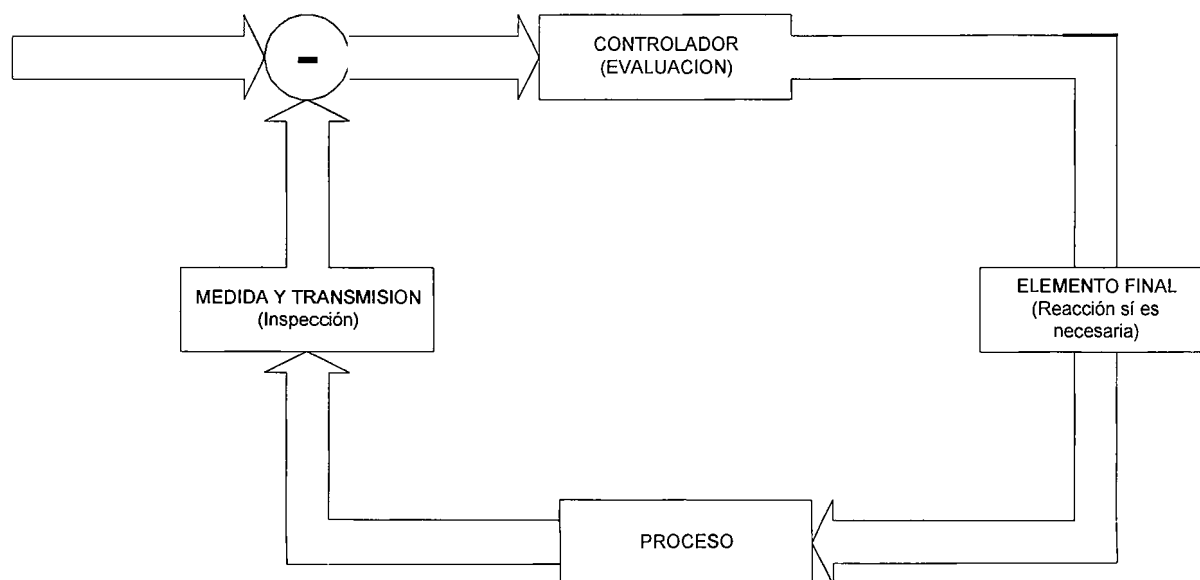 -
CONTROLADOR
(EVALUACION)
MEDIDA Y TRANSMISION
(Inspección)
ELEMENTO FINAL
(Reacción sí es
necesaria)
PROCESO